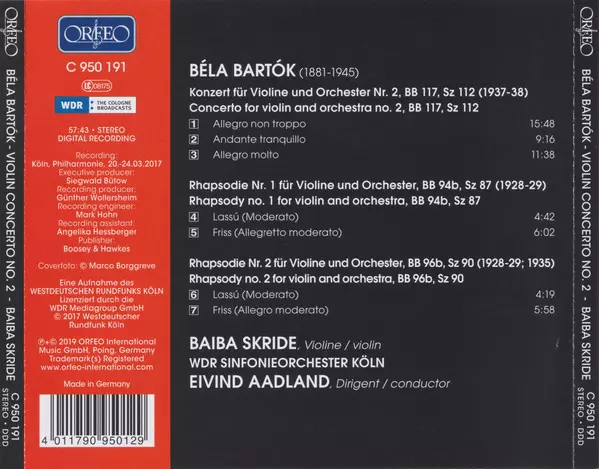 ORFEO
BÉLA BARTÓK - VIOLIN CONCERTO NO. 2 - BAIBA SKRIDE
C 950 191
STEREO • DDD
ORFEO
C 950 191
LC 08175
WDR THE COLOGNE
BROADCASTS
57:43 • STEREO
DIGITAL RECORDING
Recording:
Köln, Philharmonie, 20.-24.03.2017
Executive producer:
Siegwald Bütow
Recording producer:
Günther Wollersheim
Recording engineer:
Mark Hohn
Recording assistant:
Angelika Hessberger
Publisher:
Boosey & Hawkes
Coverfoto: © Marco Borggreve
Eine Aufnahme des
WESTDEUTSCHEN RUNDFUNKS KÖLN
Lizenziert durch die
WDR Mediagroup GmbH
℗ 2017 Westdeutscher
Rundfunk Köln
℗+© 2019 ORFEO International
Music GmbH, Poing, Germany
Trademark(s) Registered
www.orfeo-international.com
Made in Germany
4 011790 950129
BÉLA BARTÓK (1881-1945)
Konzert für Violine und Orchester Nr. 2, BB 117, Sz 112 (1937-38)
Concerto for violin and orchestra no. 2, BB 117, Sz 112
1 Allegro non troppo 15:48
2 Andante tranquillo 9:16
3 Allegro molto 11:38
Rhapsodie Nr. 1 für Violine und Orchester, BB 94b, Sz 87 (1928-29)
Rhapsody no. 1 for violin and orchestra, BB 94b, Sz 87
4 Lassú (Moderato) 4:42
5 Friss (Allegretto moderato) 6:02
Rhapsodie Nr. 2 für Violine und Orchester, BB 96b, Sz 90 (1928-29; 1935)
Rhapsody no. 2 for violin and orchestra, BB 96b, Sz 90
6 Lassú (Moderato) 4:19
7 Friss (Allegro moderato) 5:58
BAIBA SKRIDE, Violine / violin
WDR SINFONIEORCHESTER KÖLN
EIVIND AADLAND, Dirigent / conductor
ORFEO
BÉLA BARTÓK - VIOLIN CONCERTO NO. 2 - BAIBA SKRIDE
C 950 191
STEREO • DDD